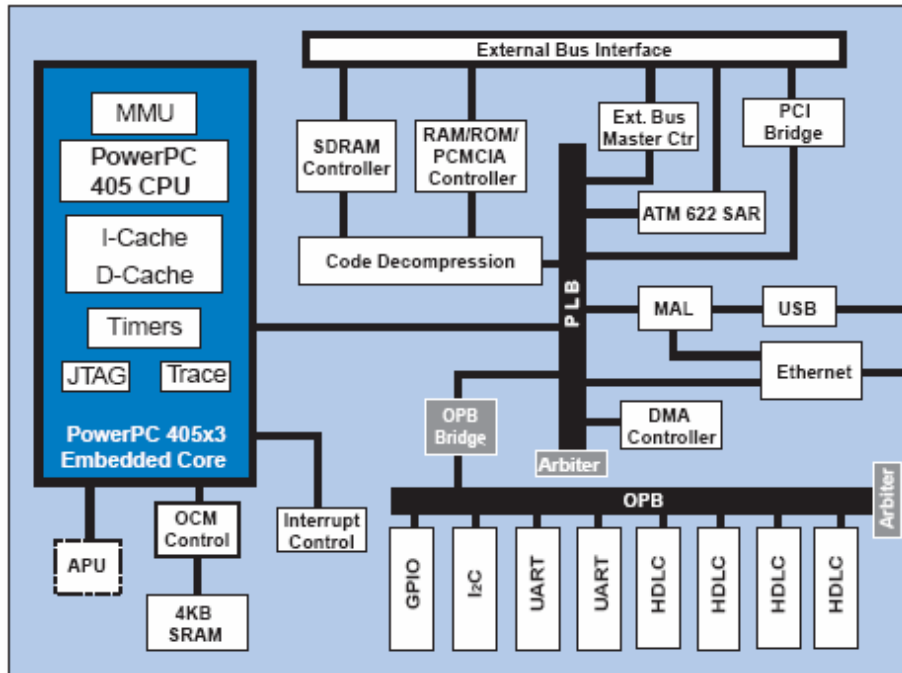 External Bus Interface
MMU
PowerPC
405 CPU
I-Cache
D-Cache
Timers
JTAG
Trace
PowerPC 405x3
Embedded Core
SDRAM
Controller
RAM/ROM/
PCMCIA
Controller
Ext. Bus
Master Ctr
PCI
Bridge
ATM 622 SAR
Code Decompression
PLB
MAL
USB
Ethernet
OPB
Bridge
DMA
Controller
Arbiter
OPB
Arbiter
APU
OCM
Control
Interrupt
Control
4KB
SRAM
GPIO
I2C
UART
UART
HDLC
HDLC
HDLC
HDLC